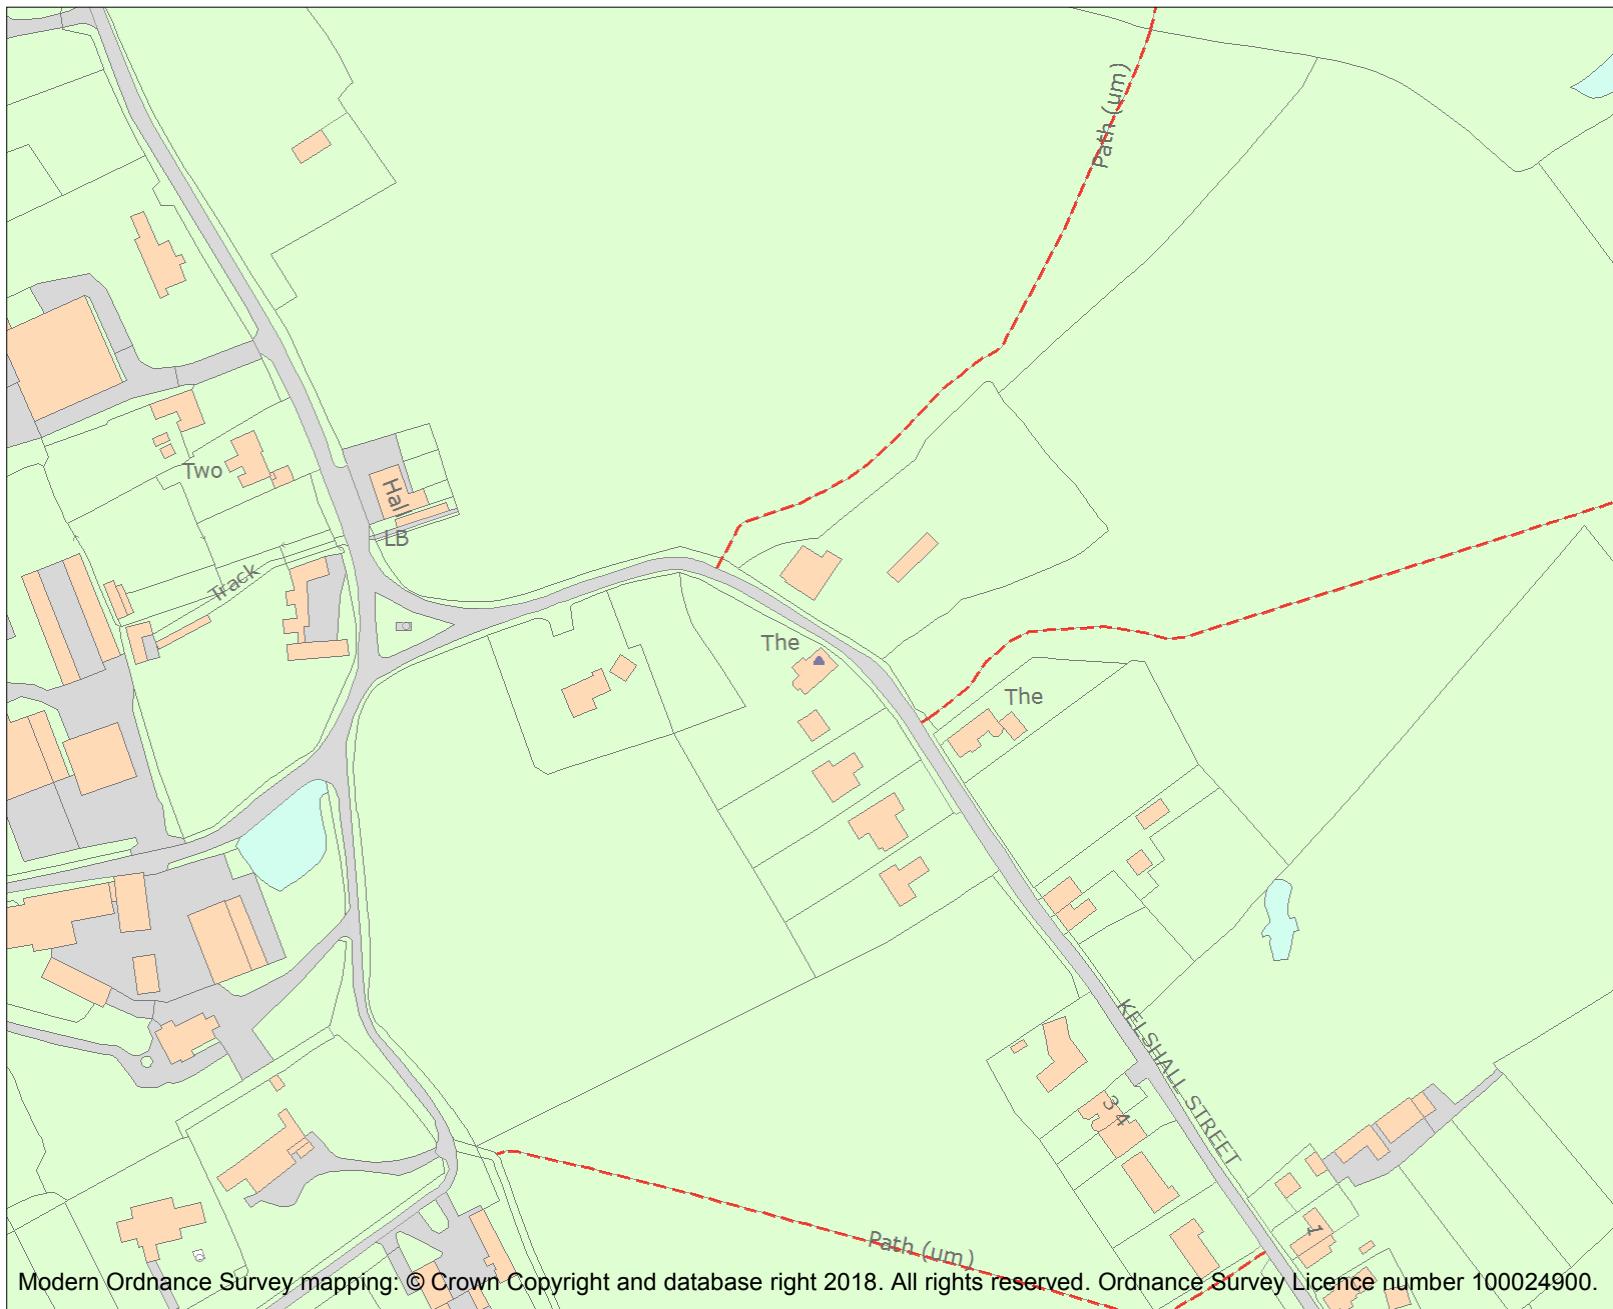 Path (um)
Two
Hall
LB
Track
The
The
KELSHALL STREET
3 4
1
Path (um)
Modern Ordnance Survey mapping: © Crown Copyright and database right 2018. All rights reserved. Ordnance Survey Licence number 100024900.